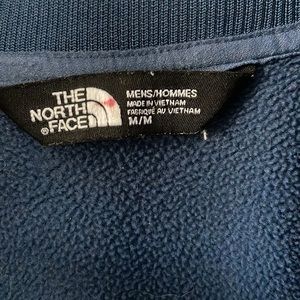 THE
NORTH
FACE
®
MENS/HOMMES
MADE IN VIETNAM
FABRIQUÉ AU VIETNAM
M/M